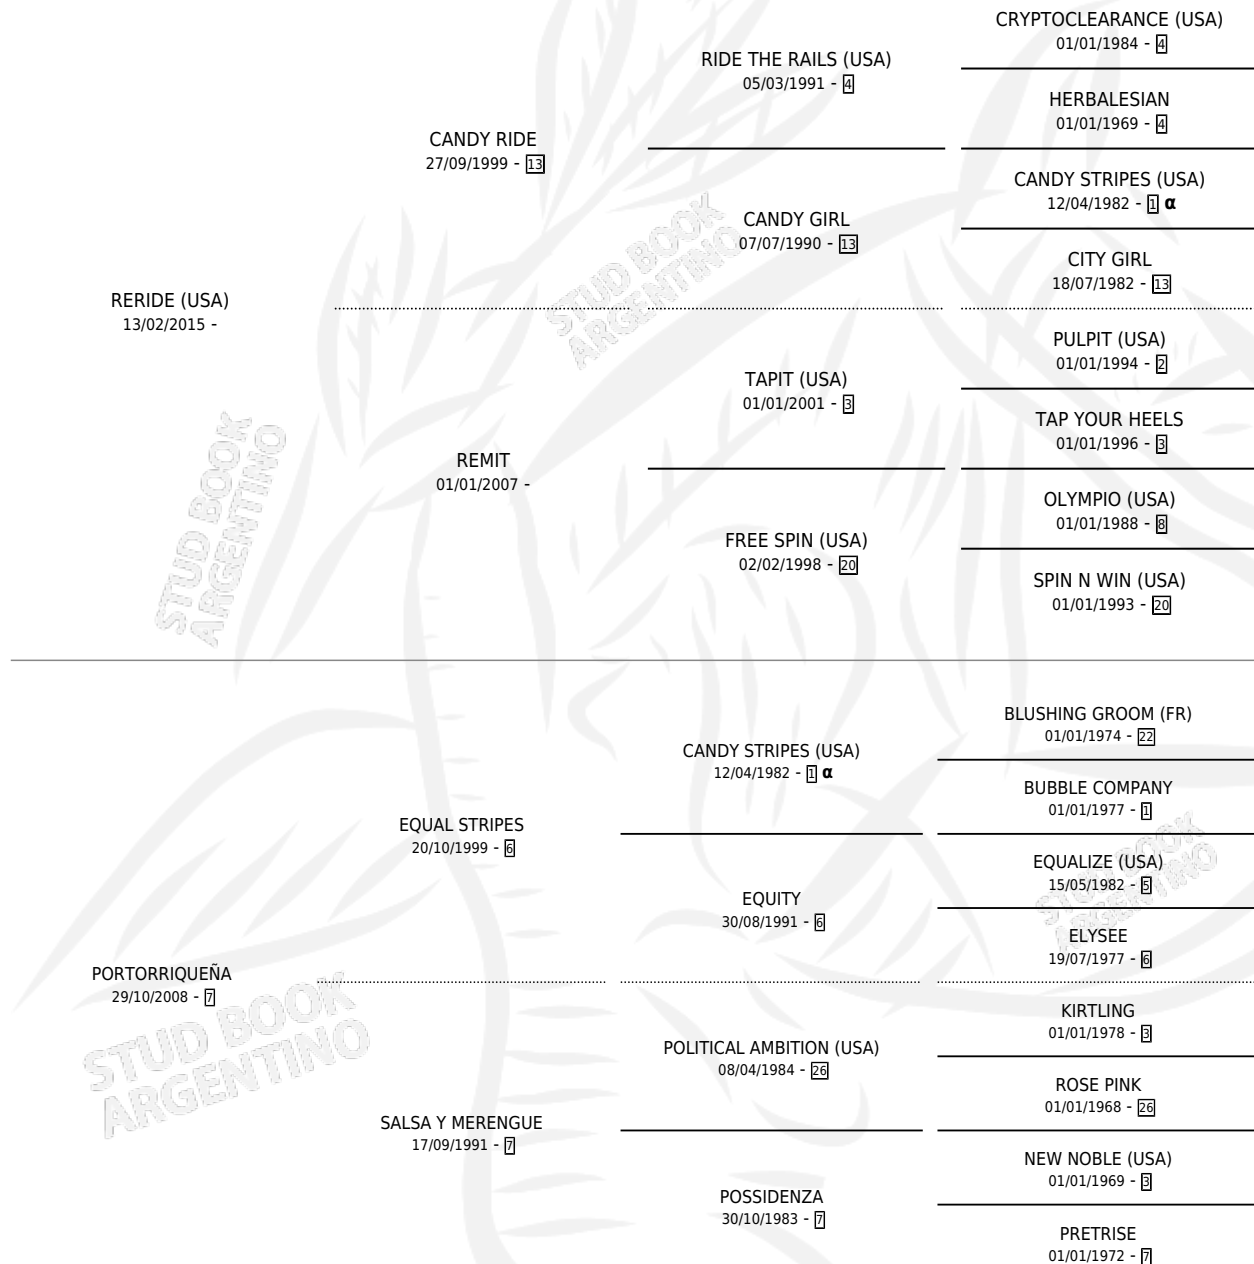 CRYPTOCLEARANCE (USA)
01/01/1984 - 4
RIDE THE RAILS (USA)
05/03/1991 - 4
HERBALESIAN
01/01/1969 - 4
CANDY RIDE
27/09/1999 - 13
CANDY STRIPES (USA)
12/04/1982 - 1 α
CANDY GIRL
07/07/1990 - 13
CITY GIRL
18/07/1982 - 13
RERIDE (USA)
13/02/2015 -
PULPIT (USA)
01/01/1994 - 2
TAPIT (USA)
01/01/2001 - 3
TAP YOUR HEELS
01/01/1996 - 3
REMIT
01/01/2007 -
OLYMPIO (USA)
01/01/1988 - 8
FREE SPIN (USA)
02/02/1998 - 20
SPIN N WIN (USA)
01/01/1993 - 20
BLUSHING GROOM (FR)
01/01/1974 - 22
CANDY STRIPES (USA)
12/04/1982 - 1 α
BUBBLE COMPANY
01/01/1977 - 1
EQUAL STRIPES
20/10/1999 - 6
EQUALIZE (USA)
15/05/1982 - 5
EQUITY
30/08/1991 - 6
ELYSEE
19/07/1977 - 6
PORTORRIQUEÑA
29/10/2008 - 7
KIRTLING
01/01/1978 - 3
POLITICAL AMBITION (USA)
08/04/1984 - 26
ROSE PINK
01/01/1968 - 26
SALSA Y MERENGUE
17/09/1991 - 7
NEW NOBLE (USA)
01/01/1969 - 3
POSSIDENZA
30/10/1983 - 7
PRETRISE
01/01/1972 - 7
STUD BOOK
ARGENTINO
STUD BOOK
ARGENTINO
STUD BOOK
ARGENTINO
STUD BOOK
ARGENTINO